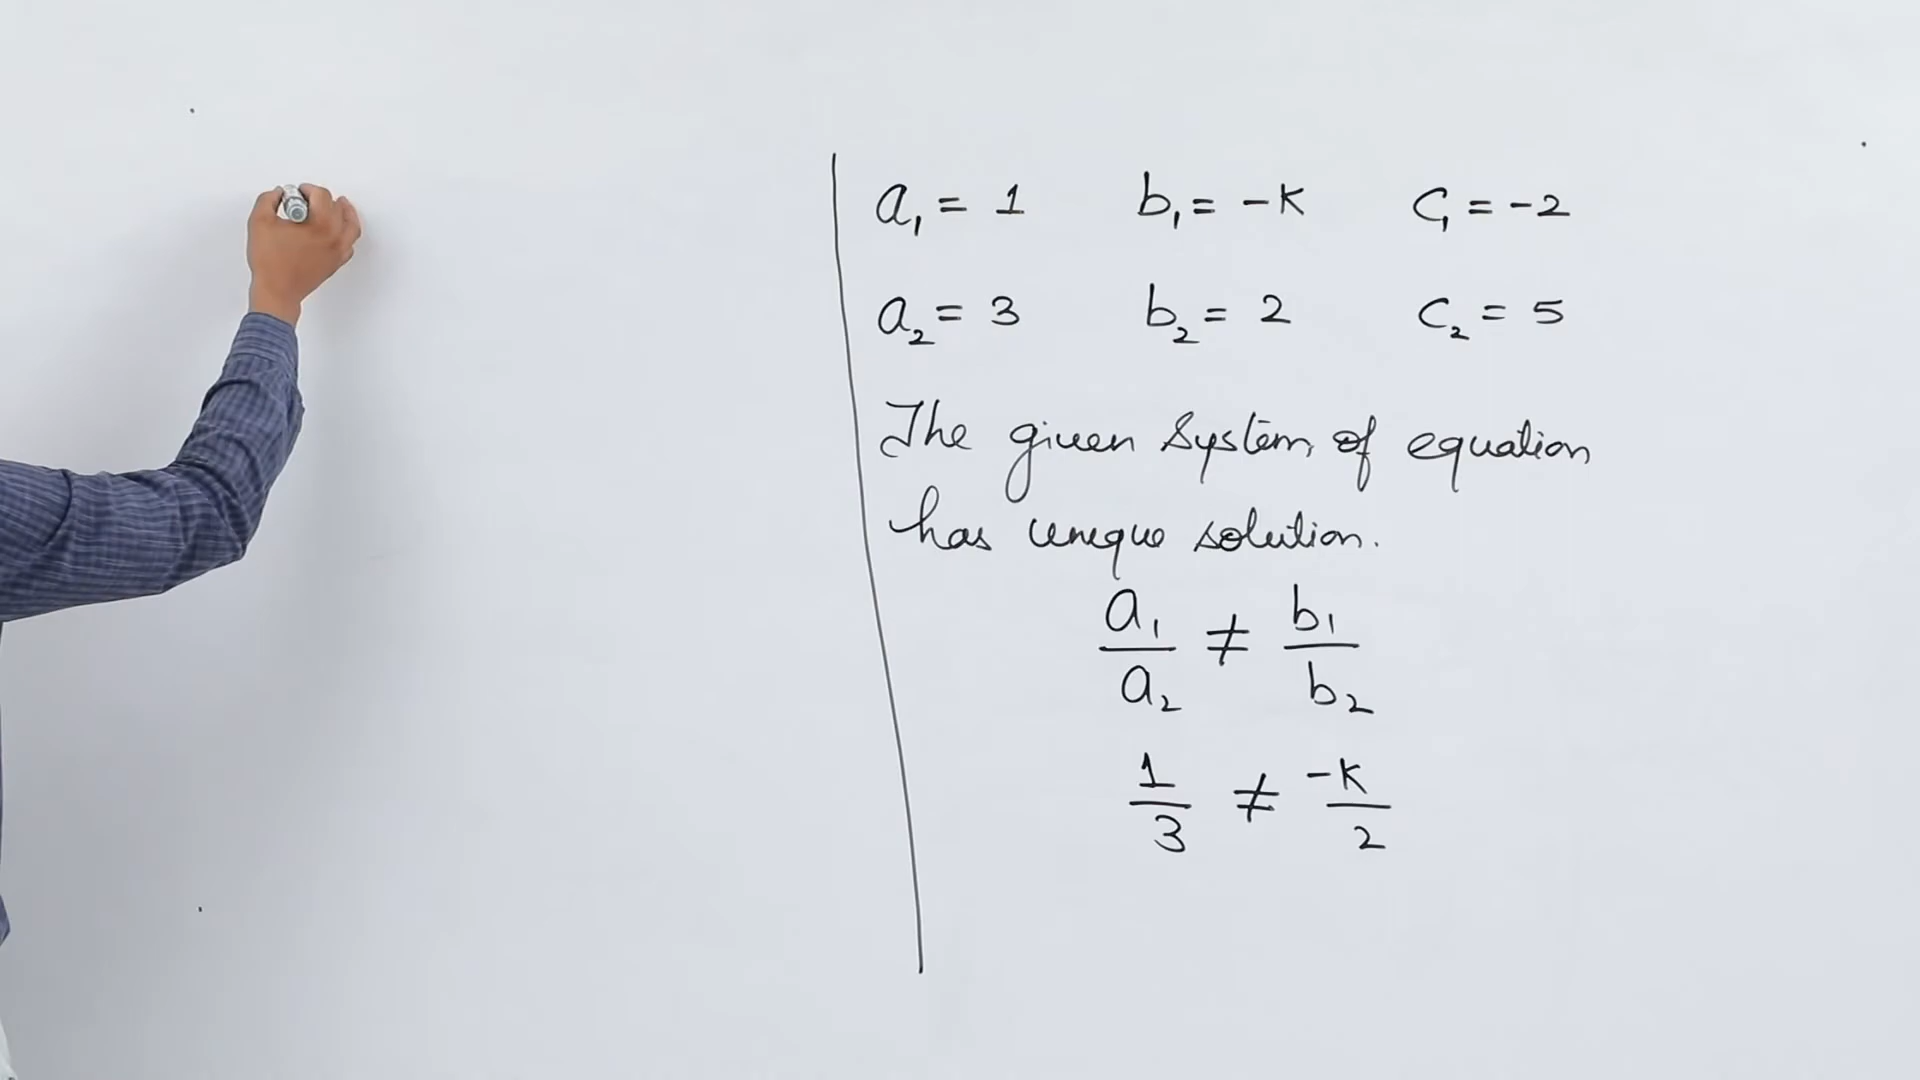 a₁ = 1 b₁ = -K c₁ = -2
a₂ = 3 b₂ = 2 c₂ = 5
The given system of equation
has unique solution.
a₁/a₂ ≠ b₁/b₂
1/3 ≠ -K/2